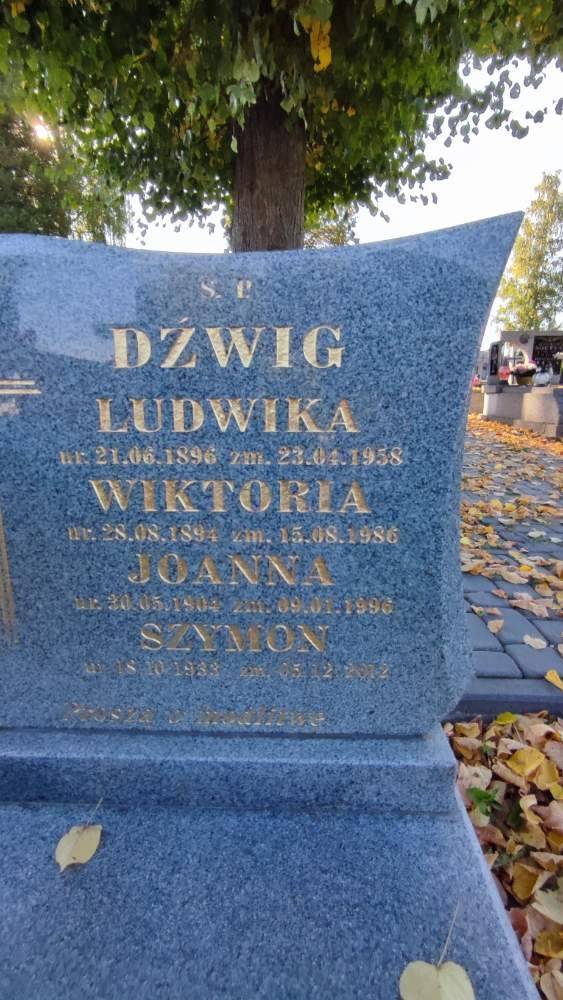 Ś. P.
DŹWIG
LUDWIKA
ur. 21.06.1896 zm. 23.04.1958
WIKTORIA
ur. 28.08.1894 zm. 15.08.1986
JOANNA
ur. 30.05.1904 zm. 09.01.1996
SZYMON
ur. 18.10.1933 zm. 05.12.2012
Proszą o modlitwę